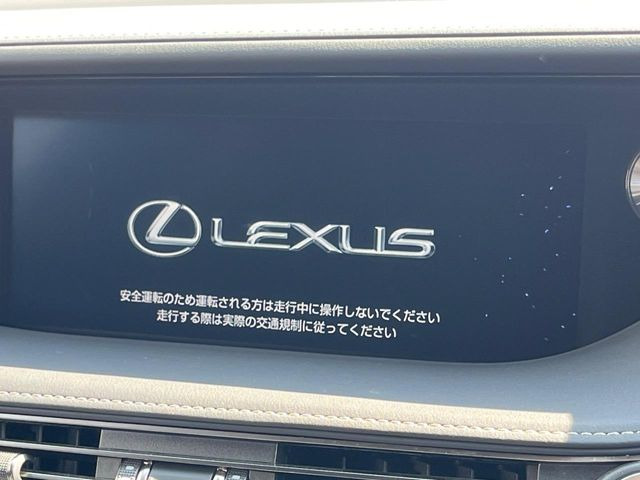 LEXUS
安全運転のため運転される方は走行中に操作しないでください
走行する際は実際の交通規制に従ってください